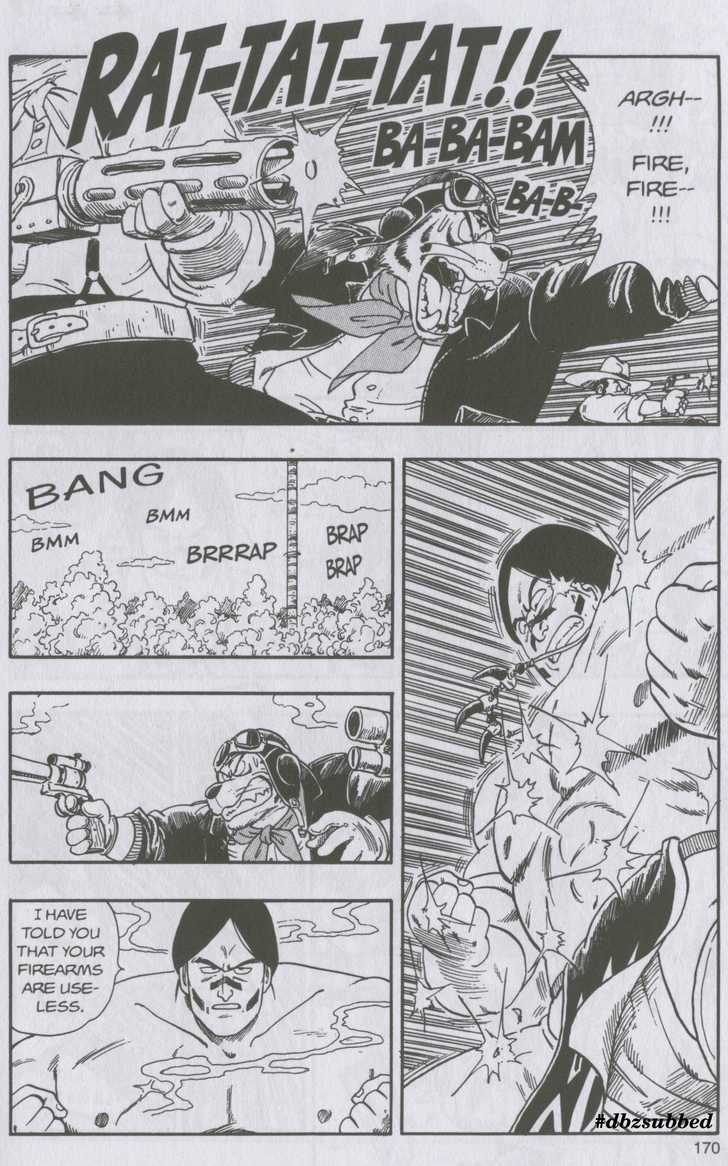 RAT-TAT-TAT!!
BA-BA-BAM
BA-B-
ARGH--
!!!
FIRE,
FIRE--
!!!
BANG
BMM
BMM
BRRRAP
BRAP
BRAP
I HAVE
TOLD YOU
THAT YOUR
FIREARMS
ARE USE-
LESS.
#dbzsubbed
170